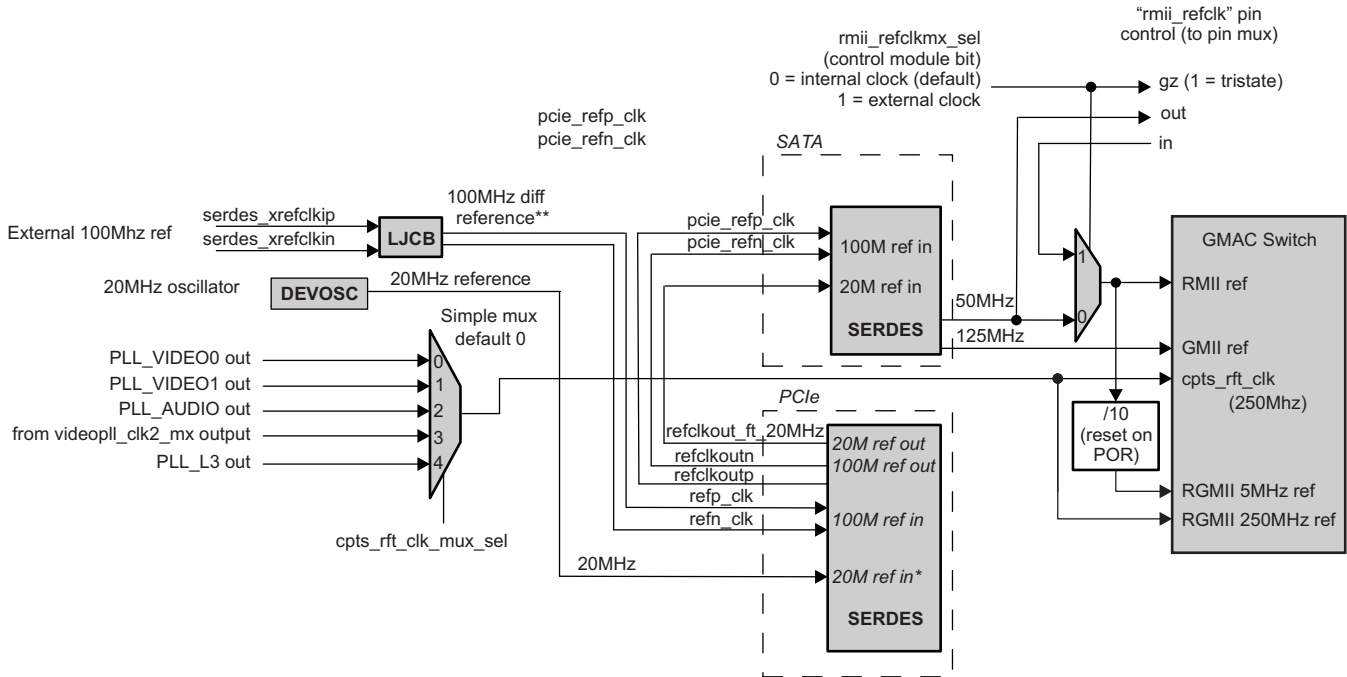 "rmii_refclk" pin
control (to pin mux)
rmii_refclkmx_sel
(control module bit)
0 = internal clock (default)
1 = external clock
gz (1 = tristate)
out
in
pcie_refp_clk
pcie_refn_clk
SATA
100MHz diff
reference**
serdes_xrefclkip
External 100Mhz ref
serdes_xrefclkin
LJCB
pcie_refp_clk
pcie_refn_clk
100M ref in
20M ref in
SERDES
1
0
GMAC Switch
RMII ref
20MHz oscillator
DEVOSC
20MHz reference
50MHz
125MHz
GMII ref
cpts_rft_clk
(250Mhz)
Simple mux
default 0
PLL_VIDEO0 out
0
PLL_VIDEO1 out
1
PLL_AUDIO out
2
from videopll_clk2_mx output
3
PLL_L3 out
4
cpts_rft_clk_mux_sel
PCIe
refclkout_ft_20MHz
20M ref out
refclkoutn
100M ref out
refclkoutp
refp_clk
refn_clk
100M ref in
20MHz
20M ref in*
SERDES
/10
(reset on
POR)
RGMII 5MHz ref
RGMII 250MHz ref